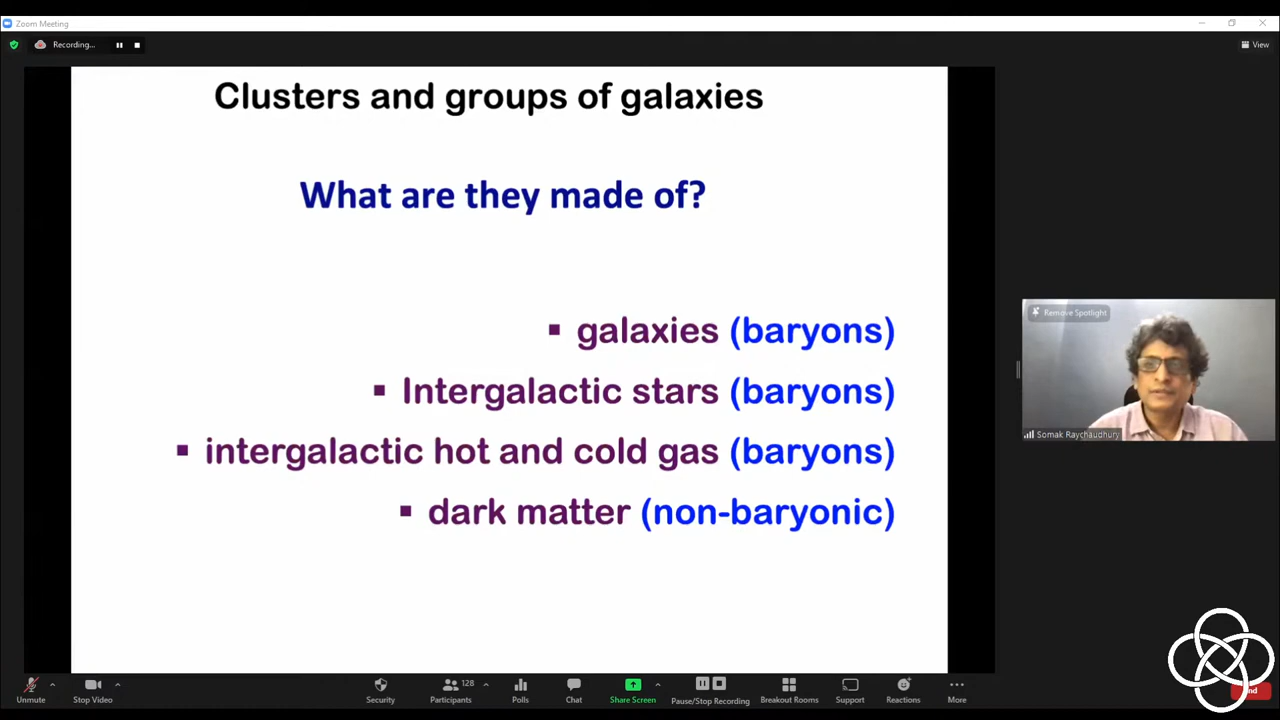 Zoom Meeting
Recording...
View
Clusters and groups of galaxies
What are they made of?
▪ galaxies (baryons)
▪ Intergalactic stars (baryons)
▪ intergalactic hot and cold gas (baryons)
▪ dark matter (non-baryonic)
Remove Spotlight
Somak Raychaudhury
Unmute
Stop Video
Security
128
Participants
Polls
Chat
Share Screen
Pause/Stop Recording
Breakout Rooms
Support
Reactions
More